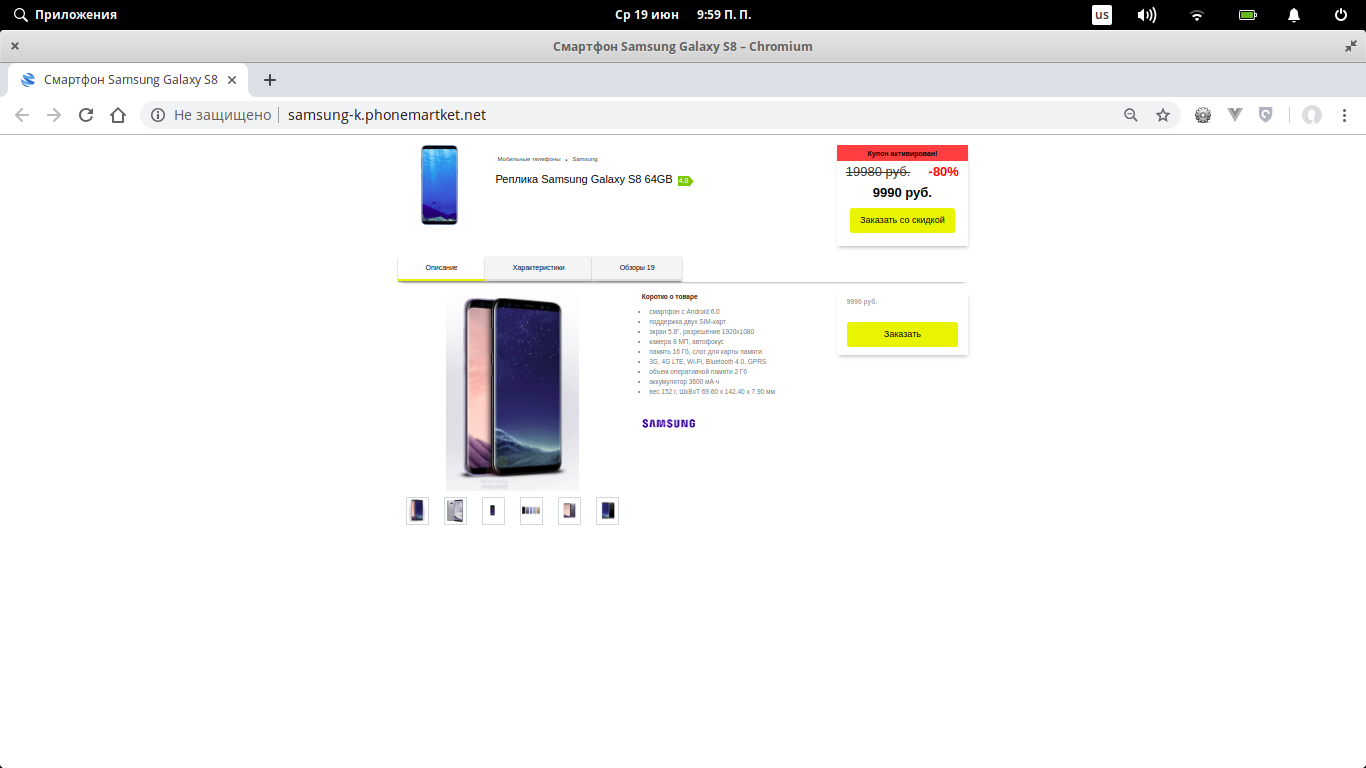 Приложения
Ср 19 июн 9:59 П. П.
us
Смартфон Samsung Galaxy S8 – Chromium
Смартфон Samsung Galaxy S8
Не защищено
samsung-k.phonemartket.net
Мобильные телефоны • Samsung
Реплика Samsung Galaxy S8 64GB 4.8
Купон активирован!
19980 руб. -80%
9990 руб.
Заказать со скидкой
Описание
Характеристики
Обзоры 19
Коротко о товаре
смартфон с Android 6.0
поддержка двух SIM-карт
экран 5.8", разрешение 1920x1080
камера 8 МП, автофокус
память 16 Гб, слот для карты памяти
3G, 4G LTE, Wi-Fi, Bluetooth 4.0, GPRS
объем оперативной памяти 2 Гб
аккумулятор 3600 мА·ч
вес 152 г, ШxВxТ 69.60 x 142.40 x 7.90 мм
SAMSUNG
9990 руб.
Заказать